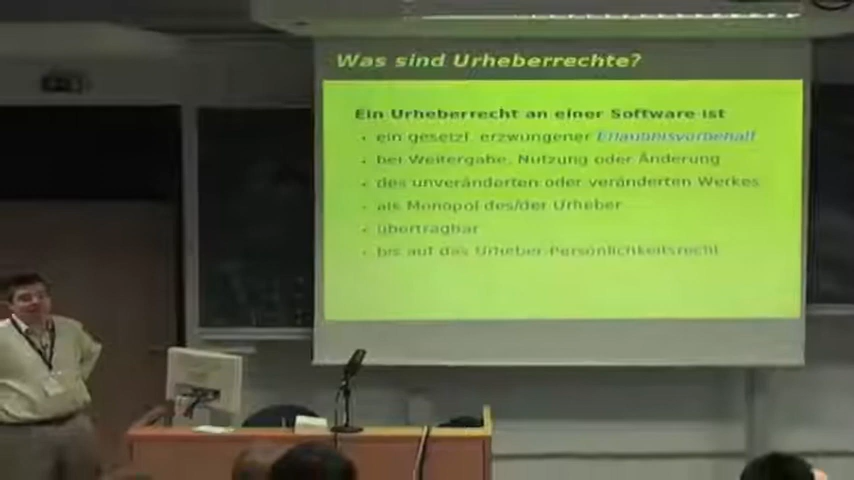 Was sind Urheberrechte?
Ein Urheberrecht an einer Software ist
ein gesetzl. erzwungener Erlaubnisvorbehalt
bei Weitergabe, Nutzung oder Änderung
des unveränderten oder veränderten Werkes
als Monopol des/der Urheber
übertragbar
bis auf das Urheber-Persönlichkeitsrecht